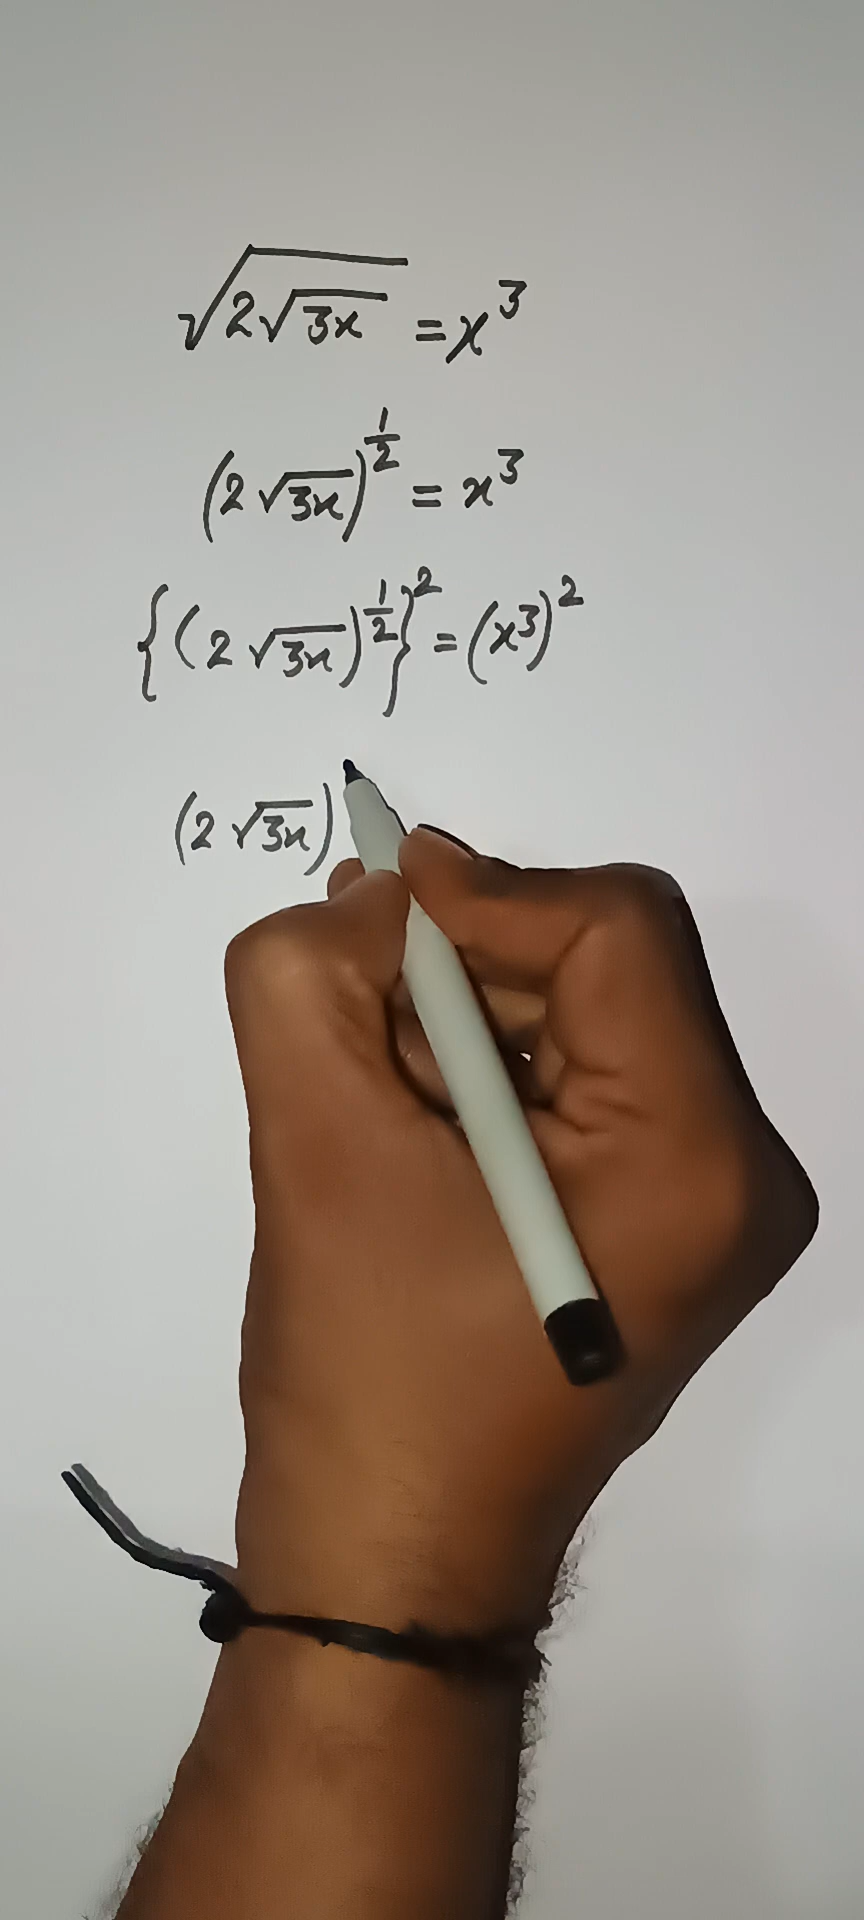 √(2√(3x)) = x³
(2√(3x))^(1/2) = x³
{(2√(3x))^(1/2)}² = (x³)²
(2√(3x))